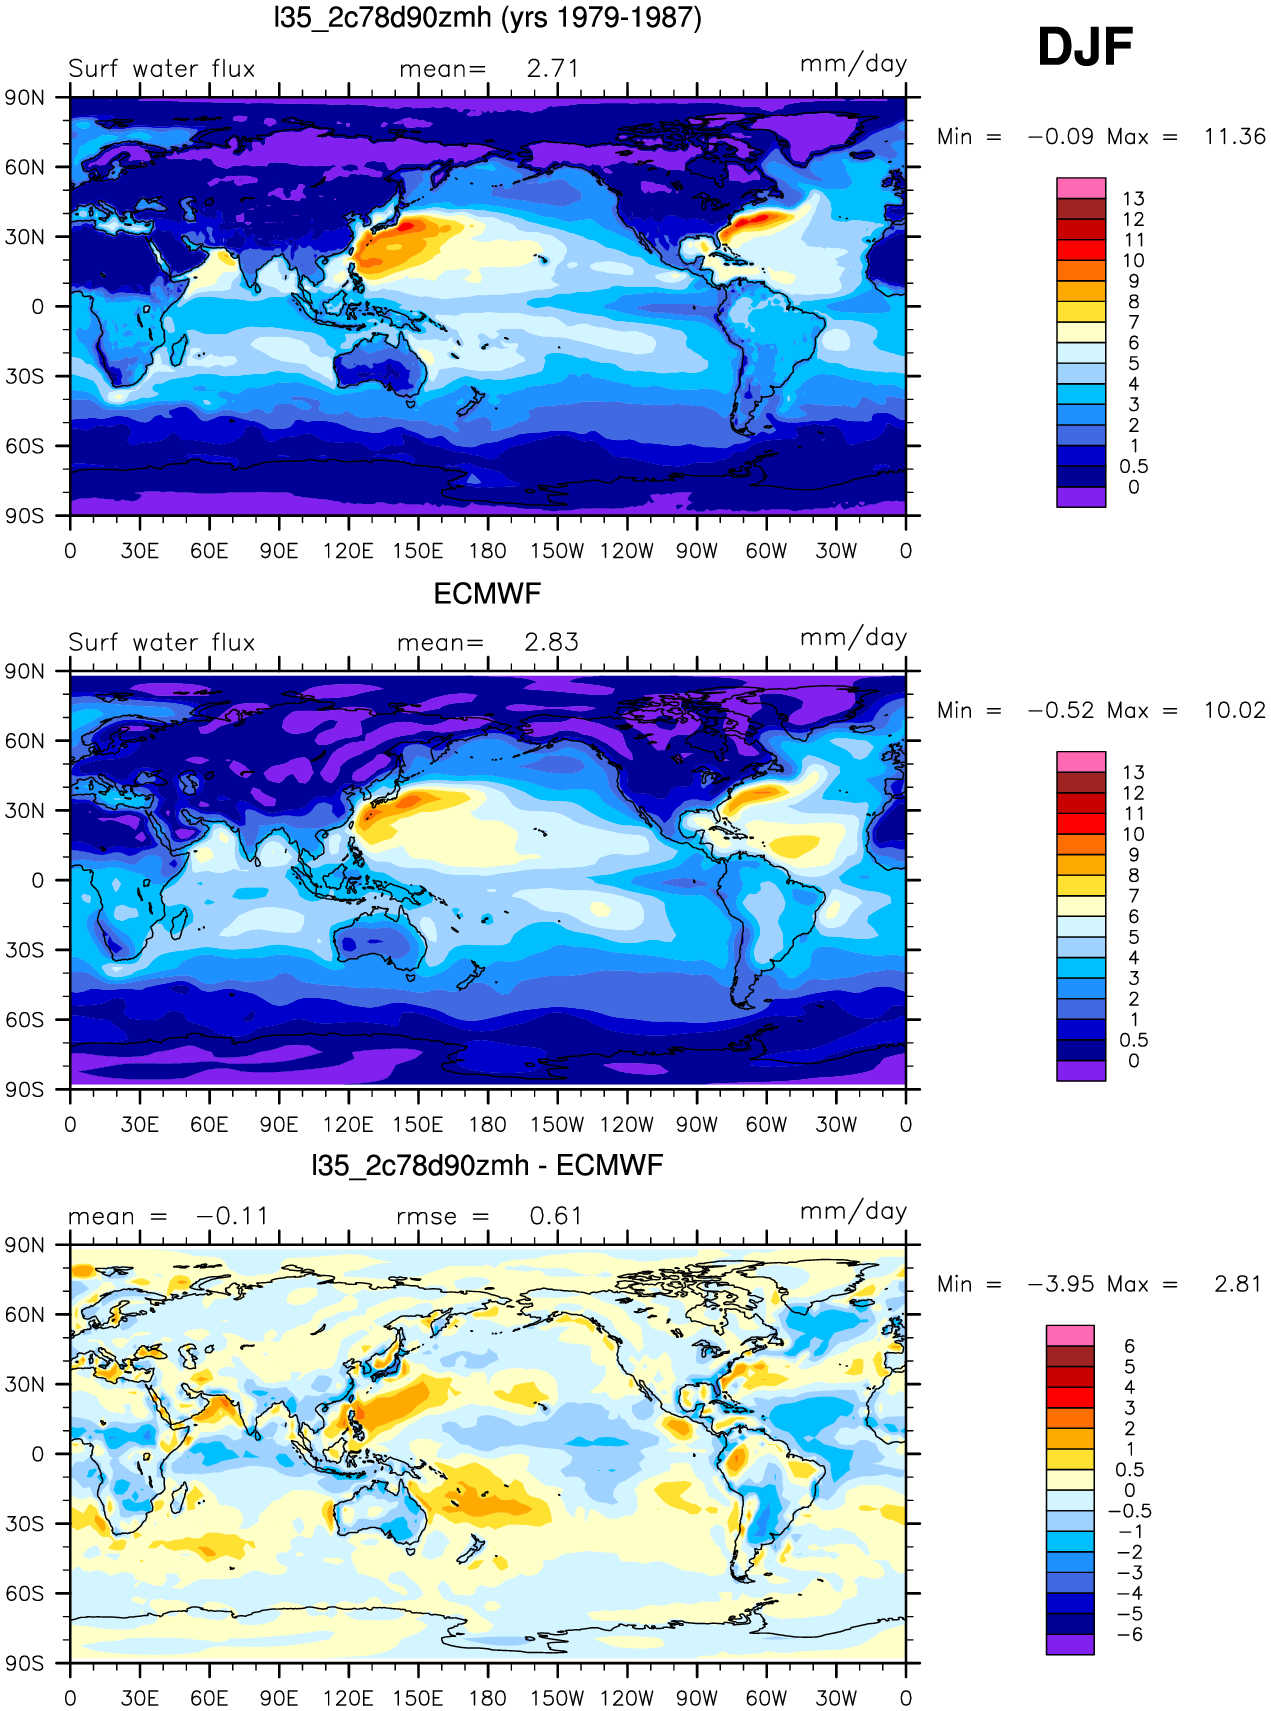 l35_2c78d90zmh (yrs 1979-1987)
DJF
Surf water flux mean= 2.71 mm/day
Min = −0.09 Max = 11.36
90N
60N
30N
0
30S
60S
90S
0 30E 60E 90E 120E 150E 180 150W 120W 90W 60W 30W 0
13
12
11
10
9
8
7
6
5
4
3
2
1
0.5
0
ECMWF
Surf water flux mean= 2.83 mm/day
Min = −0.52 Max = 10.02
90N
60N
30N
0
30S
60S
90S
0 30E 60E 90E 120E 150E 180 150W 120W 90W 60W 30W 0
13
12
11
10
9
8
7
6
5
4
3
2
1
0.5
0
l35_2c78d90zmh - ECMWF
mean = −0.11 rmse = 0.61 mm/day
Min = −3.95 Max = 2.81
90N
60N
30N
0
30S
60S
90S
0 30E 60E 90E 120E 150E 180 150W 120W 90W 60W 30W 0
6
5
4
3
2
1
0.5
0
−0.5
−1
−2
−3
−4
−5
−6